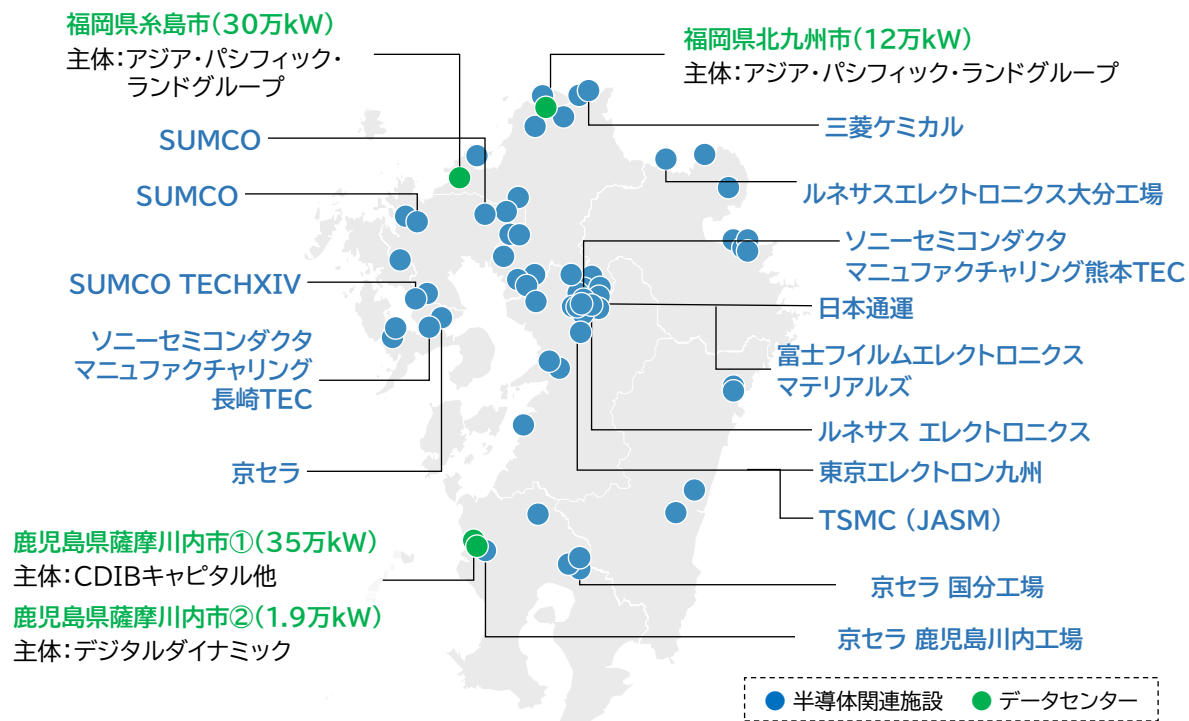 福岡県糸島市(30万kW)
主体:アジア・パシフィック・
ランドグループ
福岡県北九州市(12万kW)
主体:アジア・パシフィック・ランドグループ
SUMCO
SUMCO
SUMCO TECHXIV
ソニーセミコンダクタ
マニュファクチャリング
長崎TEC
京セラ
三菱ケミカル
ルネサスエレクトロニクス大分工場
ソニーセミコンダクタ
マニュファクチャリング熊本TEC
日本通運
富士フイルムエレクトロニクス
マテリアルズ
ルネサス エレクトロニクス
東京エレクトロン九州
TSMC (JASM)
鹿児島県薩摩川内市①(35万kW)
主体:CDIBキャピタル他
鹿児島県薩摩川内市②(1.9万kW)
主体:デジタルダイナミック
京セラ 国分工場
京セラ 鹿児島川内工場
半導体関連施設 データセンター